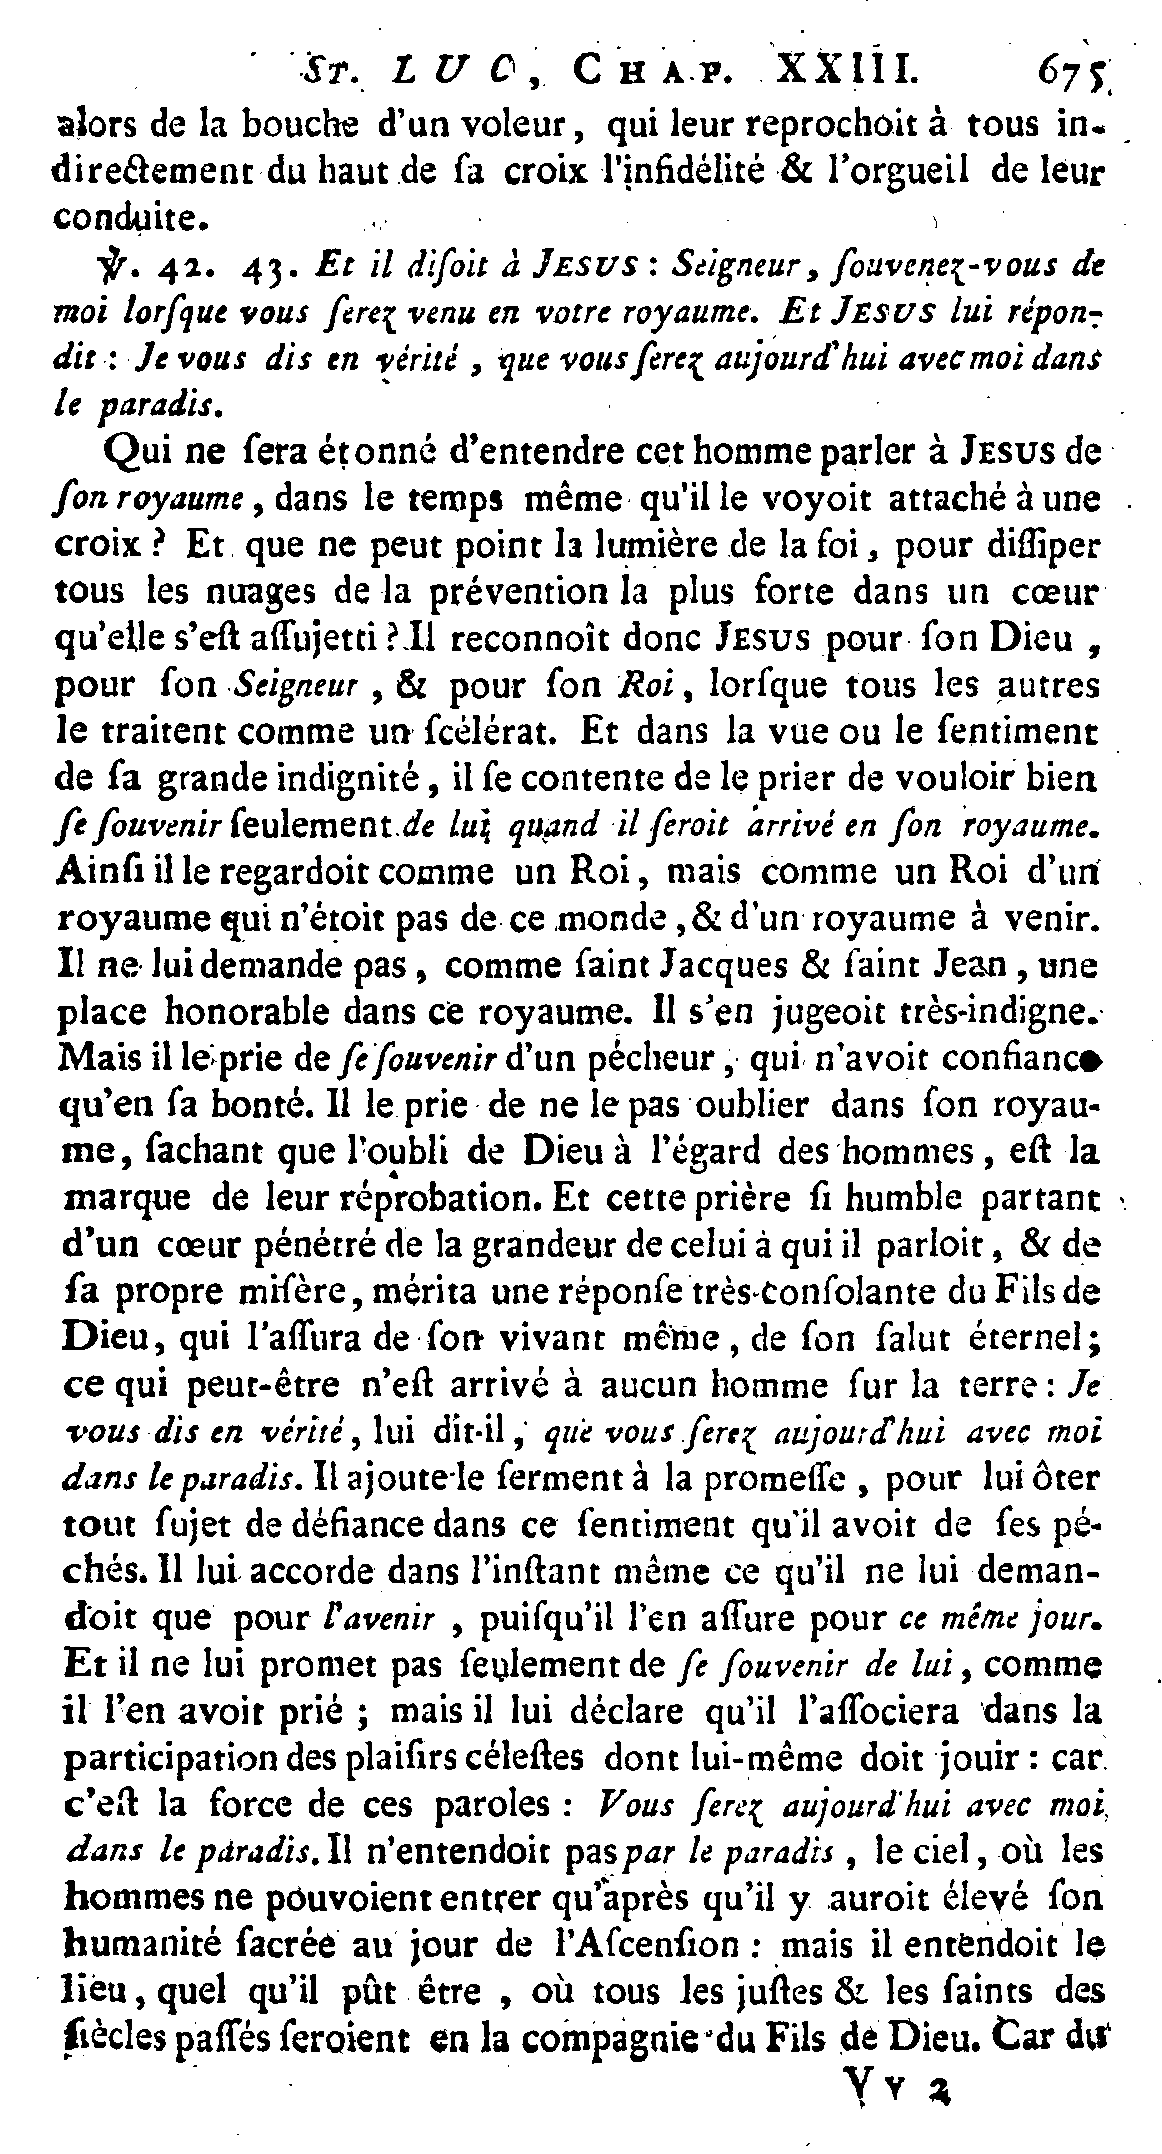 ST. LUC, CHAP. XXIII. 675
alors de la bouche d'un voleur, qui leur reprochoit à tous in-
directement du haut de ſa croix l'infidélité & l'orgueil de leur
conduite.
℣. 42. 43. Et il diſoit à JESUS : Seigneur, ſouvenez-vous de
moi lorſque vous ſerez venu en votre royaume. Et JESUS lui répon-
dit : Je vous dis en vérité, que vous ſerez aujourd'hui avec moi dans
le paradis.
Qui ne ſera étonné d'entendre cet homme parler à JESUS de
ſon royaume, dans le temps même qu'il le voyoit attaché à une
croix ? Et que ne peut point la lumière de la foi, pour diſſiper
tous les nuages de la prévention la plus forte dans un cœur
qu'elle s'eſt aſſujetti ? Il reconnoît donc JESUS pour ſon Dieu,
pour ſon Seigneur, & pour ſon Roi, lorſque tous les autres
le traitent comme un ſcélérat. Et dans la vue ou le ſentiment
de ſa grande indignité, il ſe contente de le prier de vouloir bien
ſe ſouvenir ſeulement de lui quand il ſeroit arrivé en ſon royaume.
Ainſi il le regardoit comme un Roi, mais comme un Roi d'un
royaume qui n'étoit pas de ce monde, & d'un royaume à venir.
Il ne lui demande pas, comme ſaint Jacques & ſaint Jean, une
place honorable dans ce royaume. Il s'en jugeoit très-indigne.
Mais il le prie de ſe ſouvenir d'un pécheur, qui n'avoit confiance
qu'en ſa bonté. Il le prie de ne le pas oublier dans ſon royau-
me, ſachant que l'oubli de Dieu à l'égard des hommes, eſt la
marque de leur réprobation. Et cette prière ſi humble partant
d'un cœur pénétré de la grandeur de celui à qui il parloit, & de
ſa propre miſère, mérita une réponſe très-conſolante du Fils de
Dieu, qui l'aſſura de ſon vivant même, de ſon ſalut éternel;
ce qui peut-être n'eſt arrivé à aucun homme ſur la terre : Je
vous dis en vérité, lui dit-il, que vous ſerez aujourd'hui avec moi
dans le paradis. Il ajoute le ſerment à la promeſſe, pour lui ôter
tout ſujet de défiance dans ce ſentiment qu'il avoit de ſes pé-
chés. Il lui accorde dans l'inſtant même ce qu'il ne lui deman-
doit que pour l'avenir, puiſqu'il l'en aſſure pour ce même jour.
Et il ne lui promet pas ſeulement de ſe ſouvenir de lui, comme
il l'en avoit prié ; mais il lui déclare qu'il l'aſſociera dans la
participation des plaiſirs céleſtes dont lui-même doit jouir : car
c'eſt la force de ces paroles : Vous ſerez aujourd'hui avec moi
dans le paradis. Il n'entendoit pas par le paradis, le ciel, où les
hommes ne pouvoient entrer qu'après qu'il y auroit élevé ſon
humanité ſacrée au jour de l'Aſcenſion : mais il entendoit le
lieu, quel qu'il pût être, où tous les juſtes & les ſaints des
ſiècles paſſés ſeroient en la compagnie du Fils de Dieu. Car du
Vv 2